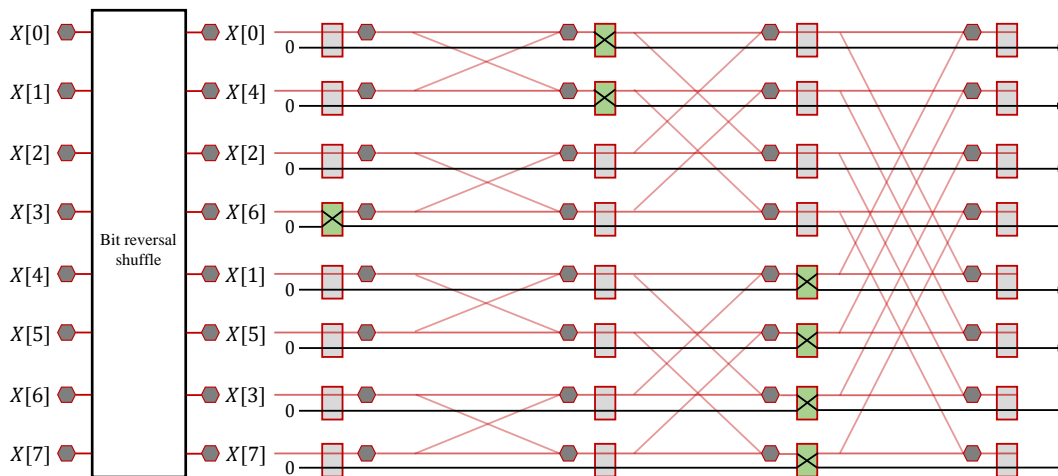 X[0] X[0] 0
X[1] X[4] 0
X[2] X[2] 0
X[3] X[6] 0
Bit reversal
shuffle
X[4] X[1] 0
X[5] X[5] 0
X[6] X[3] 0
X[7] X[7] 0